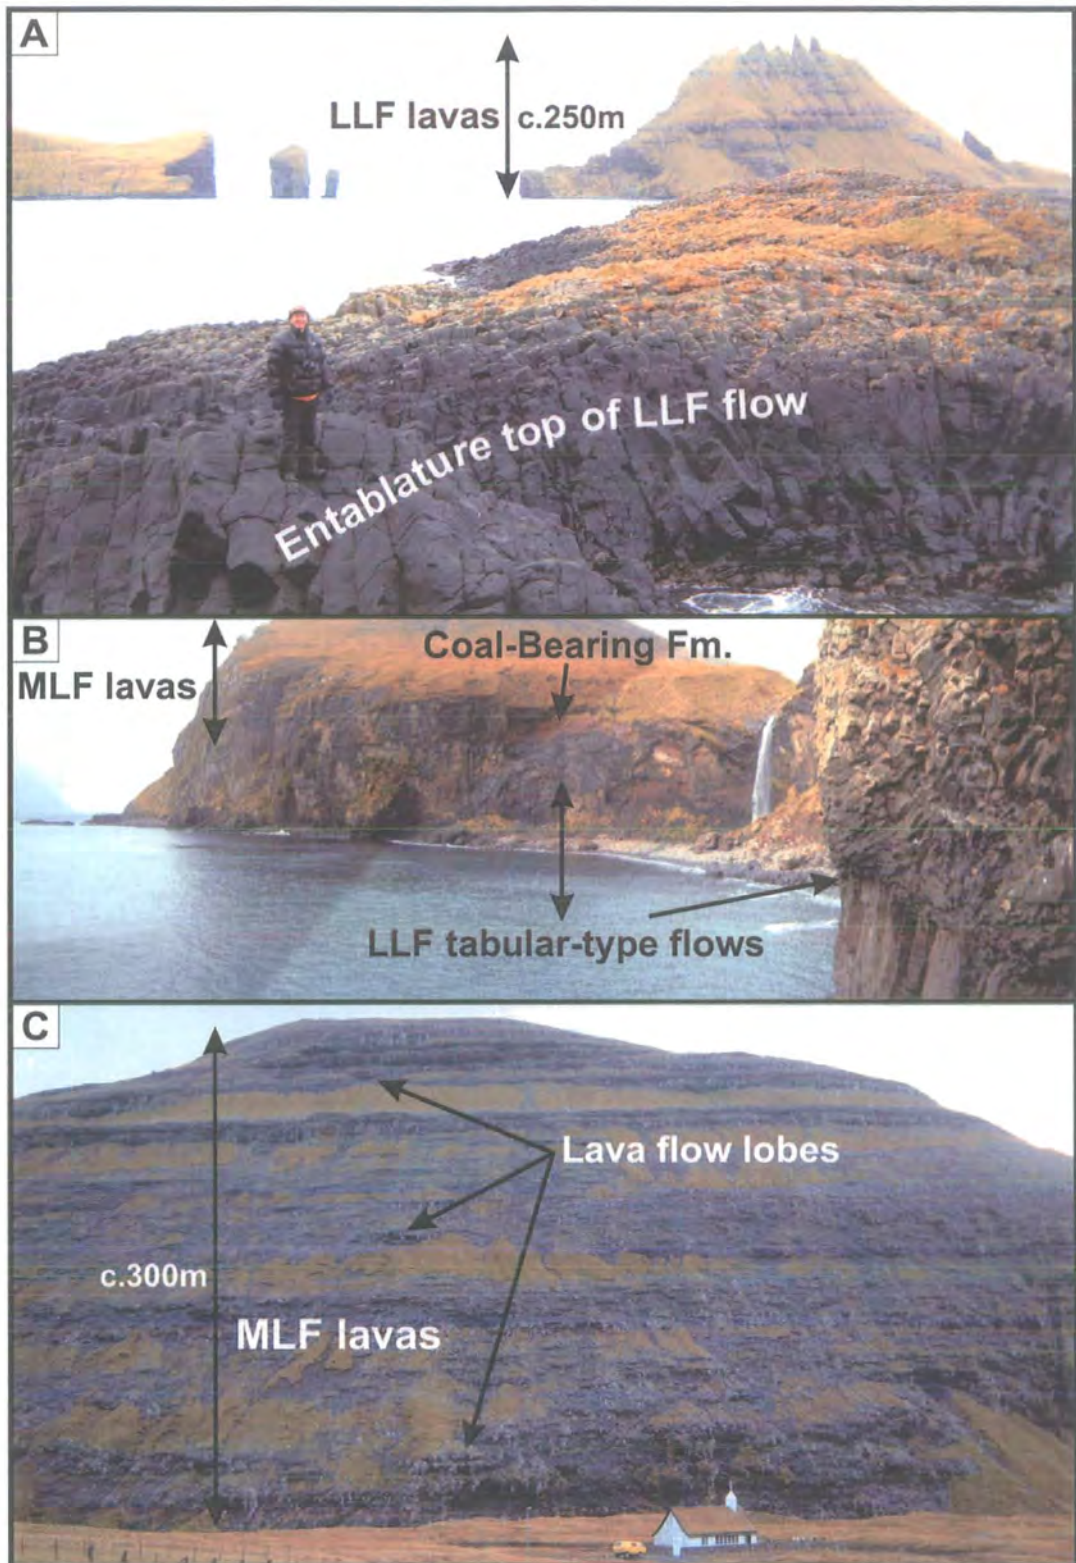 A
LLF lavas
c.250m
Entablature top of LLF flow
B
MLF lavas
Coal-Bearing Fm.
LLF tabular-type flows
C
Lava flow lobes
c.300m
MLF lavas